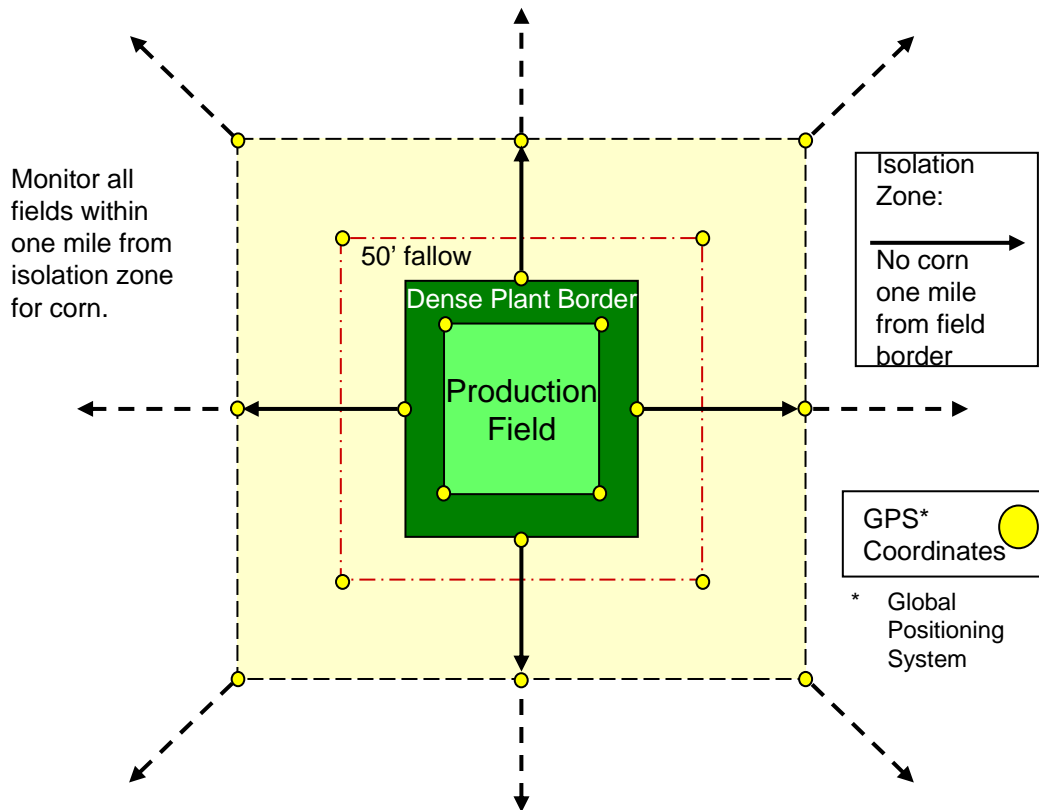 Monitor all
fields within
one mile from
isolation zone
for corn.
50’ fallow
Dense Plant Border
Production
Field
Isolation
Zone:
No corn
one mile
from field
border
GPS*
Coordinates
* Global
Positioning
System